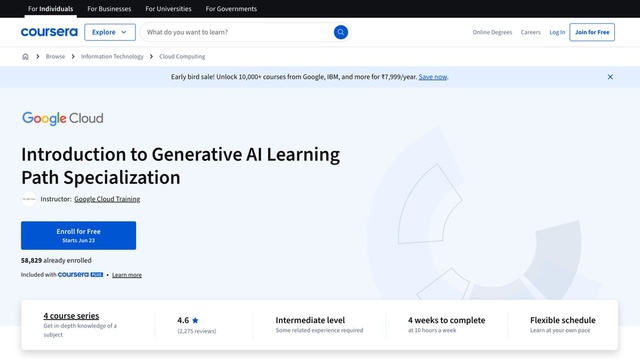 For Individuals For Businesses For Universities For Governments
coursera Explore What do you want to learn? Online Degrees Careers Log In Join for Free
Browse Information Technology Cloud Computing
Early bird sale! Unlock 10,000+ courses from Google, IBM, and more for ₹7,999/year. Save now.
Google Cloud
Introduction to Generative AI Learning
Path Specialization
Instructor: Google Cloud Training
Enroll for Free
Starts Jun 23
58,829 already enrolled
Included with coursera PLUS • Learn more
4 course series
Get in-depth knowledge of a
subject
4.6
(2,275 reviews)
Intermediate level
Some related experience required
4 weeks to complete
at 10 hours a week
Flexible schedule
Learn at your own pace